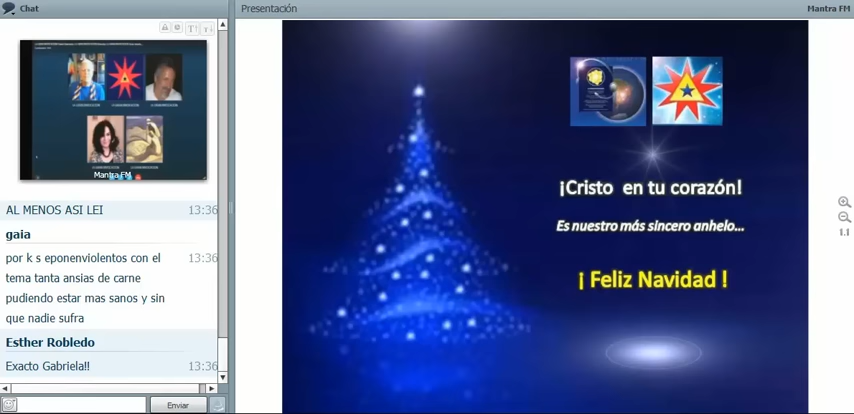 Chat
Mantra FM
AL MENOS ASI LEI 13:36
gaia
por k s eponenviolentos con el 13:36
tema tanta ansias de carne
pudiendo estar mas sanos y sin
que nadie sufra
Esther Robledo
Exacto Gabriela!! 13:36
Enviar
Presentación
Mantra FM
¡Cristo en tu corazón!
Es nuestro más sincero anhelo...
¡ Feliz Navidad !
1.1